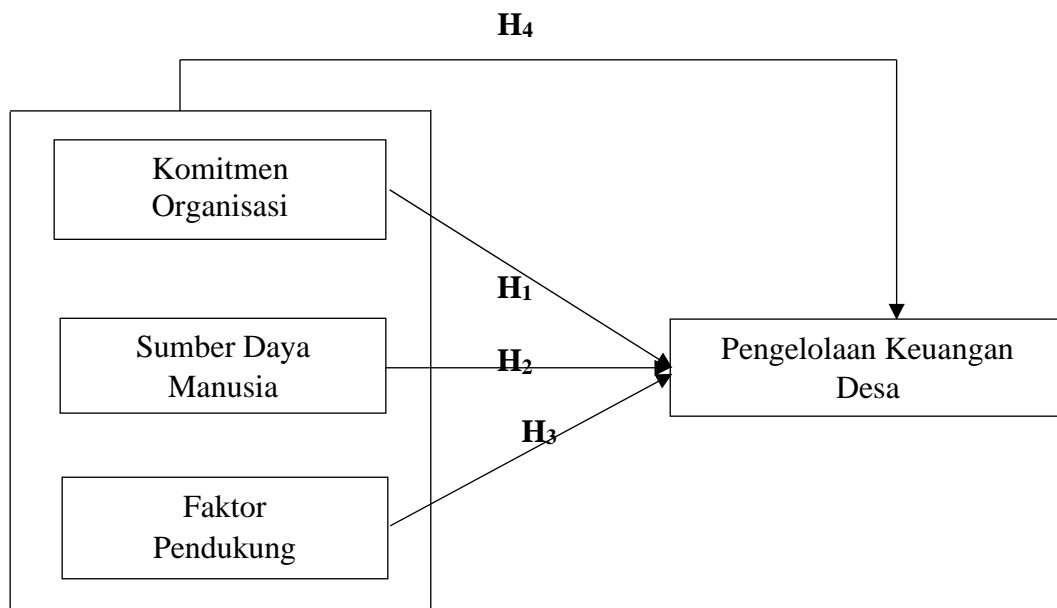 H4
Komitmen
Organisasi
H1
Sumber Daya
Manusia
H2
Pengelolaan Keuangan
Desa
H3
Faktor
Pendukung